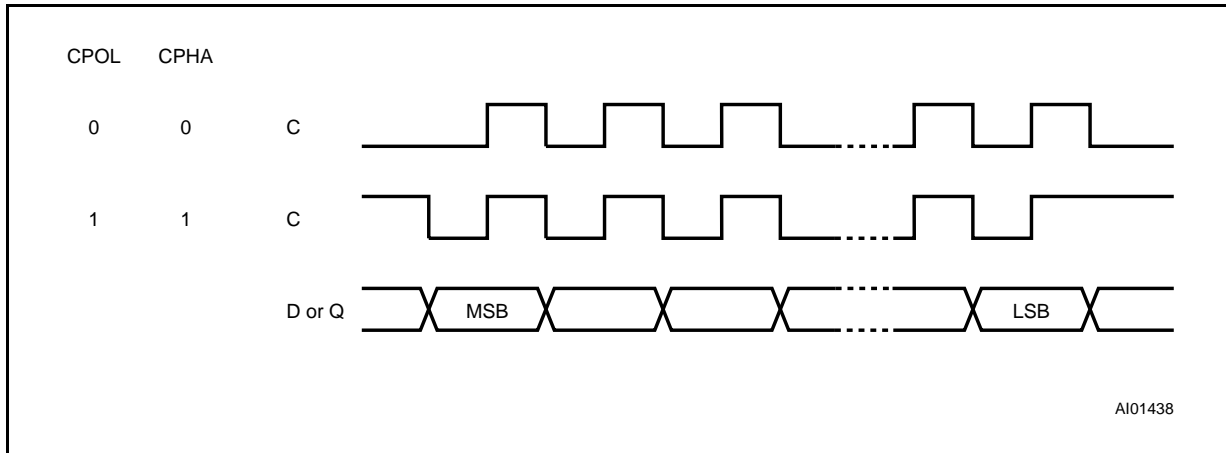 CPOL CPHA
0 0 C
1 1 C
D or Q MSB LSB
AI01438